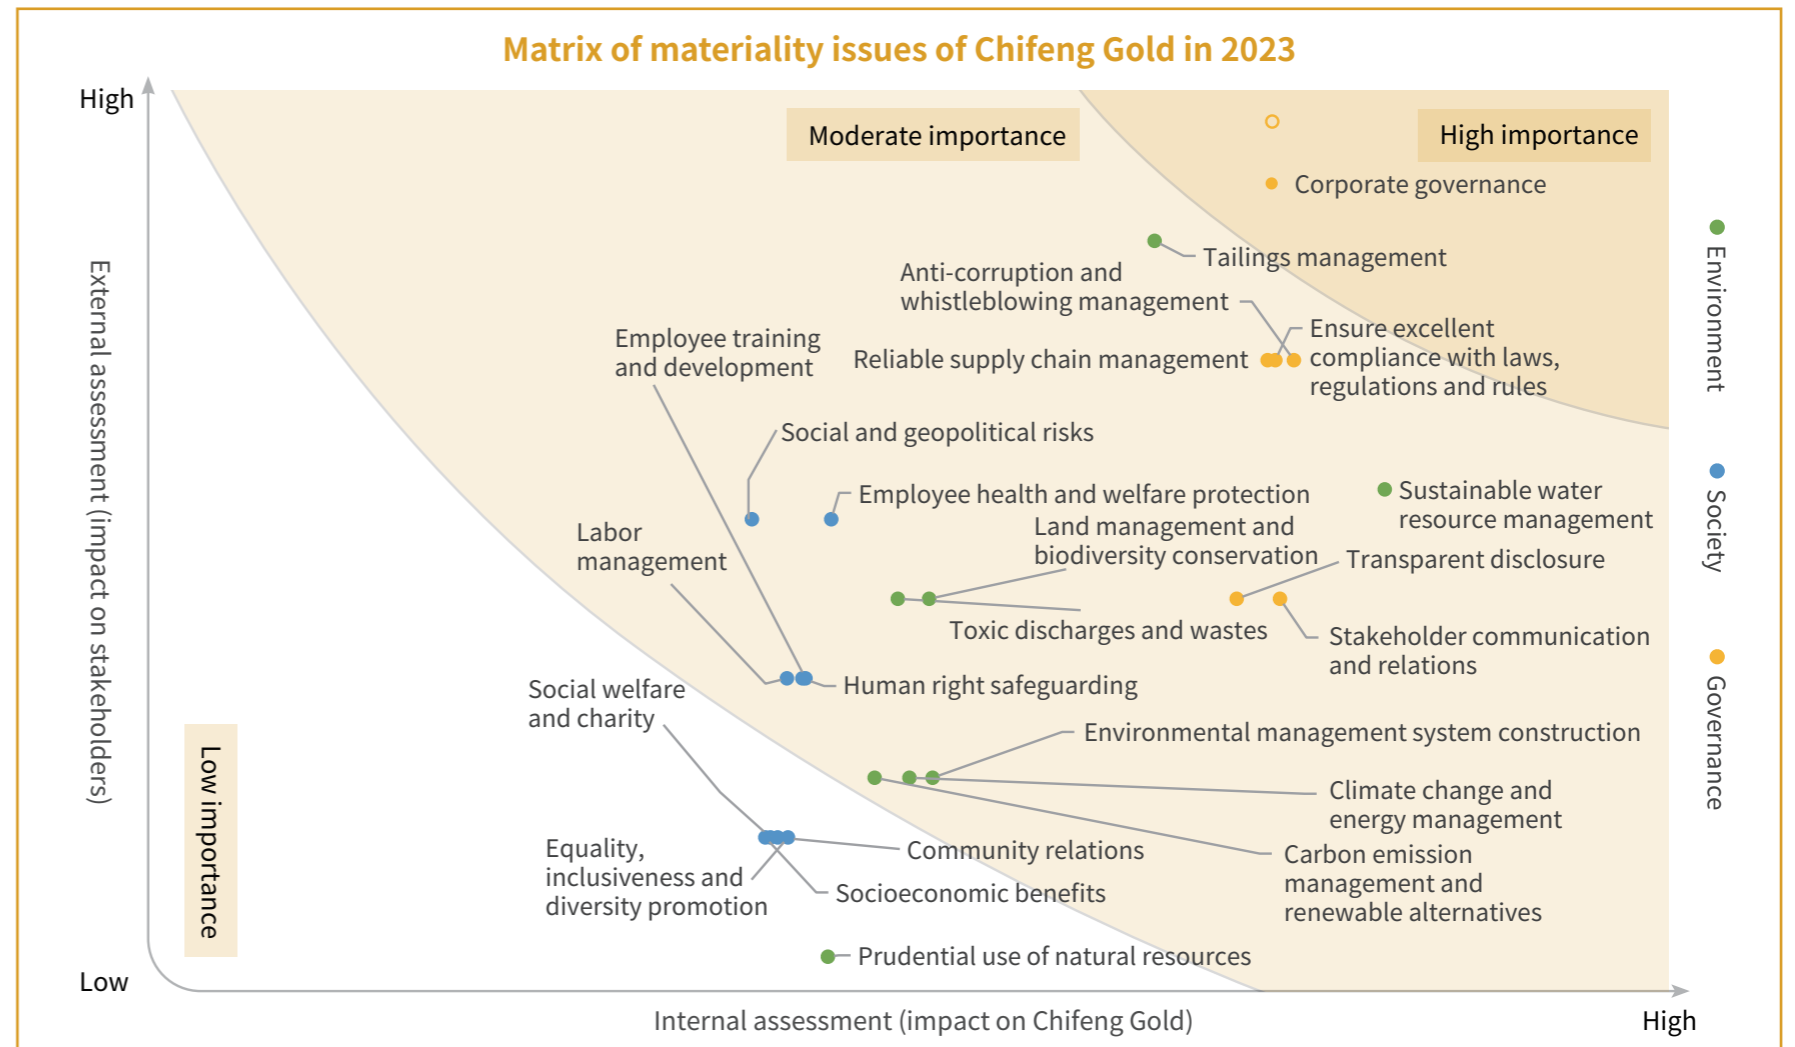 Matrix of materiality issues of Chifeng Gold in 2023
High
Moderate importance
High importance
Corporate governance
Tailings management
Anti-corruption and
whistleblowing management
Ensure excellent
compliance with laws,
regulations and rules
Employee training
and development
Reliable supply chain management
Social and geopolitical risks
Employee health and welfare protection
Sustainable water
resource management
Land management and
biodiversity conservation
Labor
management
Transparent disclosure
Toxic discharges and wastes
Stakeholder communication
and relations
Human right safeguarding
Social welfare
and charity
Environmental management system construction
Climate change and
energy management
Carbon emission
management and
renewable alternatives
Equality,
inclusiveness and
diversity promotion
Community relations
Socioeconomic benefits
Prudential use of natural resources
External assessment (impact on stakeholders)
Low importance
Environment
Society
Governance
Low
Internal assessment (impact on Chifeng Gold)
High